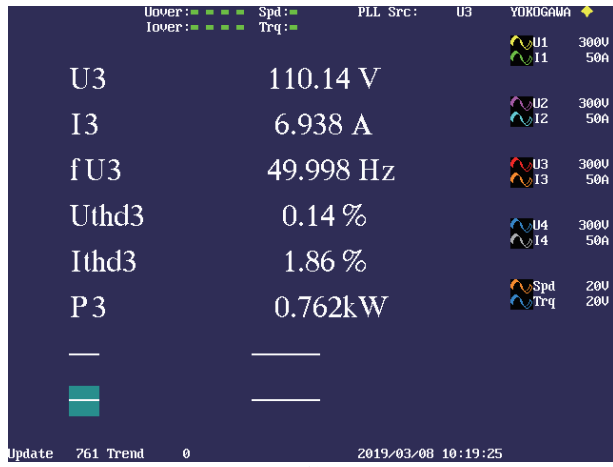 Uover: Spd: PLL Src: U3 YOKOGAWA
Iover: Trq:
U1 300V
I1 50A
U3 110.14 V
U2 300V
I2 50A
I3 6.938 A
fU3 49.998 Hz
U3 300V
I3 50A
Uthd3 0.14 %
U4 300V
I4 50A
Ithd3 1.86 %
Spd 20V
Trq 20V
P3 0.762kW
Update 761 Trend 0 2019/03/08 10:19:25